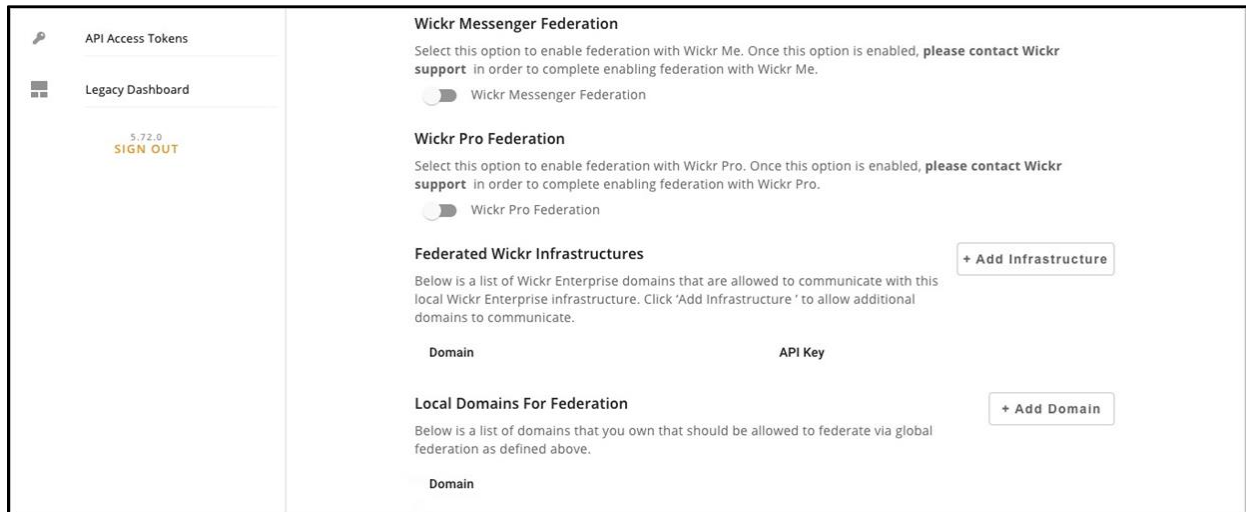 API Access Tokens
Legacy Dashboard
5.72.0
SIGN OUT
Wickr Messenger Federation
Select this option to enable federation with Wickr Me. Once this option is enabled, please contact Wickr
support in order to complete enabling federation with Wickr Me.
Wickr Messenger Federation
Wickr Pro Federation
Select this option to enable federation with Wickr Pro. Once this option is enabled, please contact Wickr
support in order to complete enabling federation with Wickr Pro.
Wickr Pro Federation
Federated Wickr Infrastructures
+ Add Infrastructure
Below is a list of Wickr Enterprise domains that are allowed to communicate with this
local Wickr Enterprise infrastructure. Click ‘Add Infrastructure ’ to allow additional
domains to communicate.
Domain API Key
Local Domains For Federation
+ Add Domain
Below is a list of domains that you own that should be allowed to federate via global
federation as defined above.
Domain